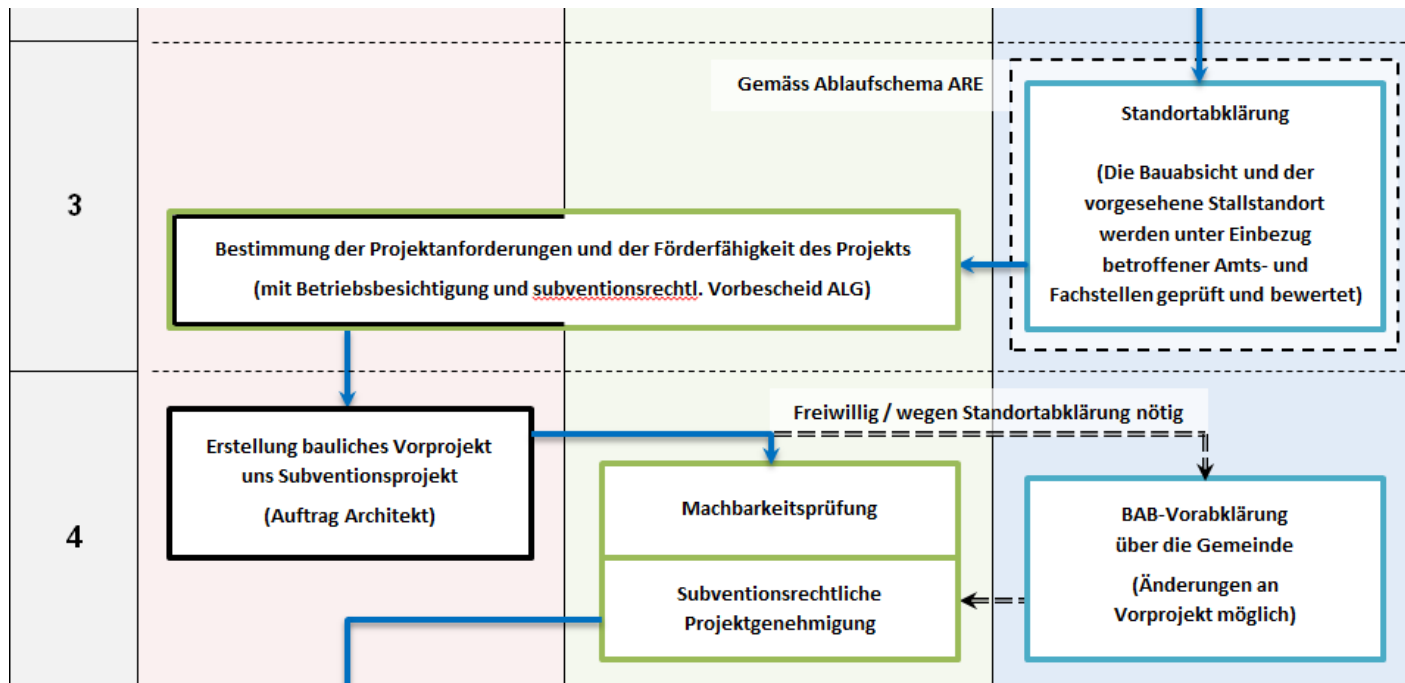 Gemäss Ablaufschema ARE
Standortabklärung
(Die Bauabsicht und der
vorgesehene Stallstandort
werden unter Einbezug
betroffener Amts- und
Fachstellen geprüft und bewertet)
3
Bestimmung der Projektanforderungen und der Förderfähigkeit des Projekts
(mit Betriebsbesichtigung und subventionsrechtl. Vorbescheid ALG)
4
Freiwillig / wegen Standortabklärung nötig
Erstellung bauliches Vorprojekt
uns Subventionsprojekt
(Auftrag Architekt)
Machbarkeitsprüfung
Subventionsrechtliche
Projektgenehmigung
BAB-Vorabklärung
über die Gemeinde
(Änderungen an
Vorprojekt möglich)